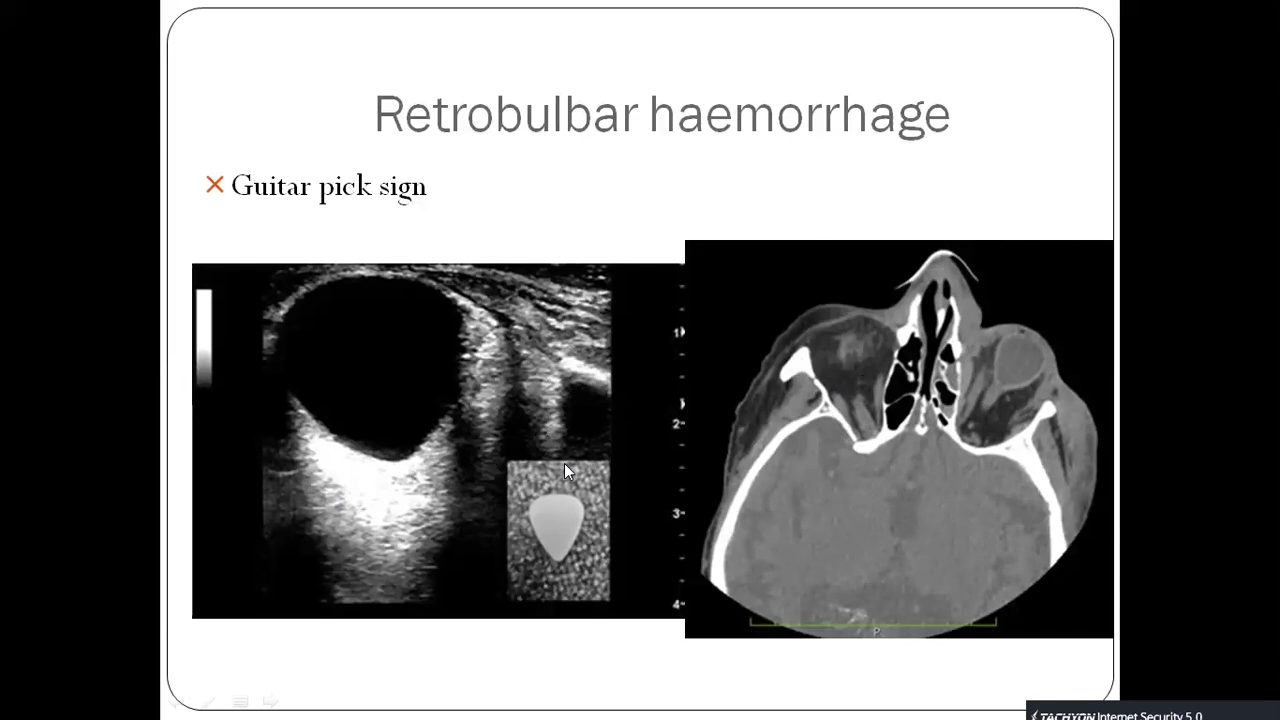 Retrobulbar haemorrhage
Guitar pick sign
1
2
3
4
P
TACHYON Internet Security 5.0